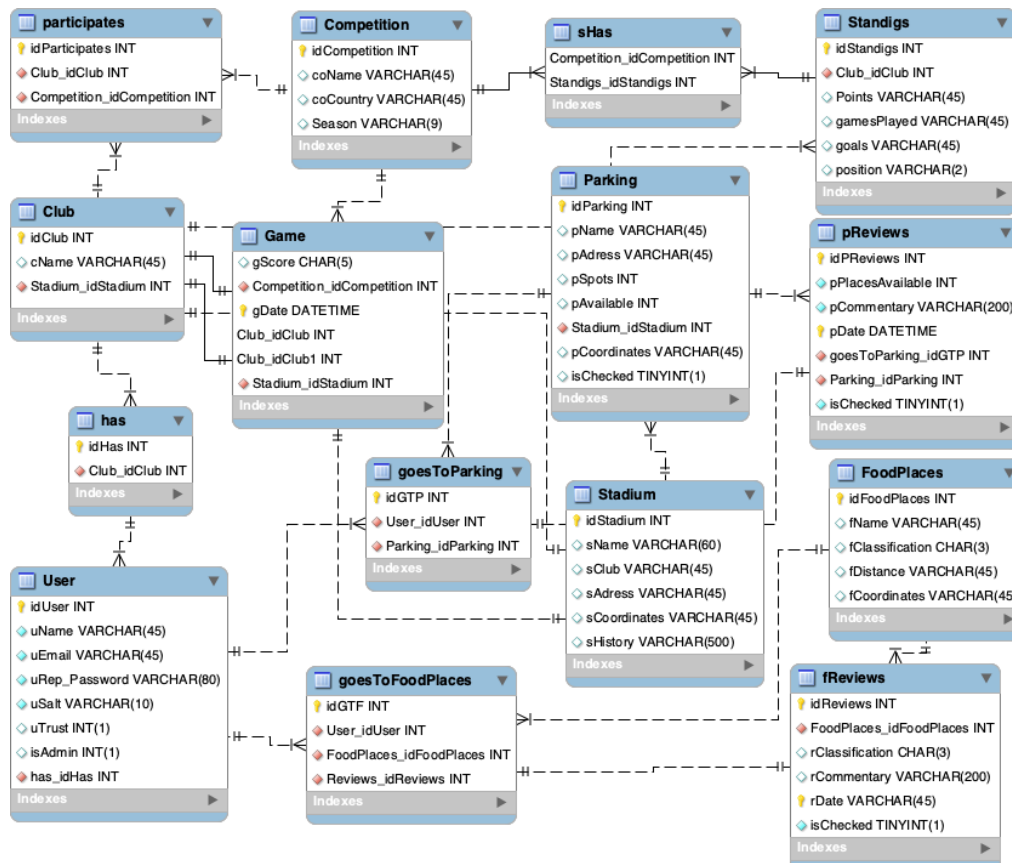 participates
idParticipates INT
Club_idClub INT
Competition_idCompetition INT
Indexes
Competition
idCompetition INT
coName VARCHAR(45)
coCountry VARCHAR(45)
Season VARCHAR(9)
Indexes
sHas
Competition_idCompetition INT
Standigs_idStandigs INT
Indexes
Standigs
idStandigs INT
Club_idClub INT
Points VARCHAR(45)
gamesPlayed VARCHAR(45)
goals VARCHAR(45)
position VARCHAR(2)
Indexes
Club
idClub INT
cName VARCHAR(45)
Stadium_idStadium INT
Indexes
Game
gScore CHAR(5)
Competition_idCompetition INT
gDate DATETIME
Club_idClub INT
Club_idClub1 INT
Stadium_idStadium INT
Indexes
Parking
idParking INT
pName VARCHAR(45)
pAdress VARCHAR(45)
pSpots INT
pAvailable INT
Stadium_idStadium INT
pCoordinates VARCHAR(45)
isChecked TINYINT(1)
Indexes
pReviews
idPReviews INT
pPlacesAvailable INT
pCommentary VARCHAR(200)
pDate DATETIME
goesToParking_idGTP INT
Parking_idParking INT
isChecked TINYINT(1)
Indexes
has
idHas INT
Club_idClub INT
Indexes
goesToParking
idGTP INT
User_idUser INT
Parking_idParking INT
Indexes
Stadium
idStadium INT
sName VARCHAR(60)
sClub VARCHAR(45)
sAdress VARCHAR(45)
sCoordinates VARCHAR(45)
sHistory VARCHAR(500)
Indexes
FoodPlaces
idFoodPlaces INT
fName VARCHAR(45)
fClassification CHAR(3)
fDistance VARCHAR(45)
fCoordinates VARCHAR(45
Indexes
User
idUser INT
uName VARCHAR(45)
uEmail VARCHAR(45)
uRep_Password VARCHAR(80)
uSalt VARCHAR(10)
uTrust INT(1)
isAdmin INT(1)
has_idHas INT
Indexes
goesToFoodPlaces
idGTF INT
User_idUser INT
FoodPlaces_idFoodPlaces INT
Reviews_idReviews INT
Indexes
fReviews
idReviews INT
FoodPlaces_idFoodPlaces INT
rClassification CHAR(3)
rCommentary VARCHAR(200)
rDate VARCHAR(45)
isChecked TINYINT(1)
Indexes